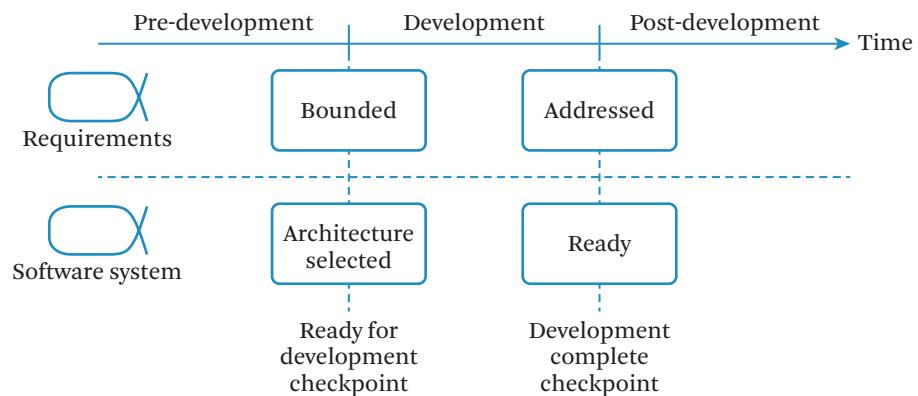 Pre-development
Development
Post-development
Time
Requirements
Bounded
Addressed
Software system
Architecture
selected
Ready
Ready for
development
checkpoint
Development
complete
checkpoint